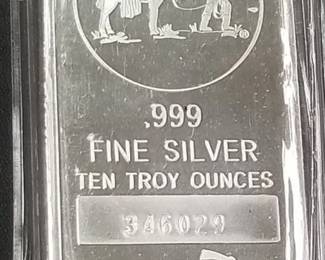 .999
FINE SILVER
TEN TROY OUNCES
346029